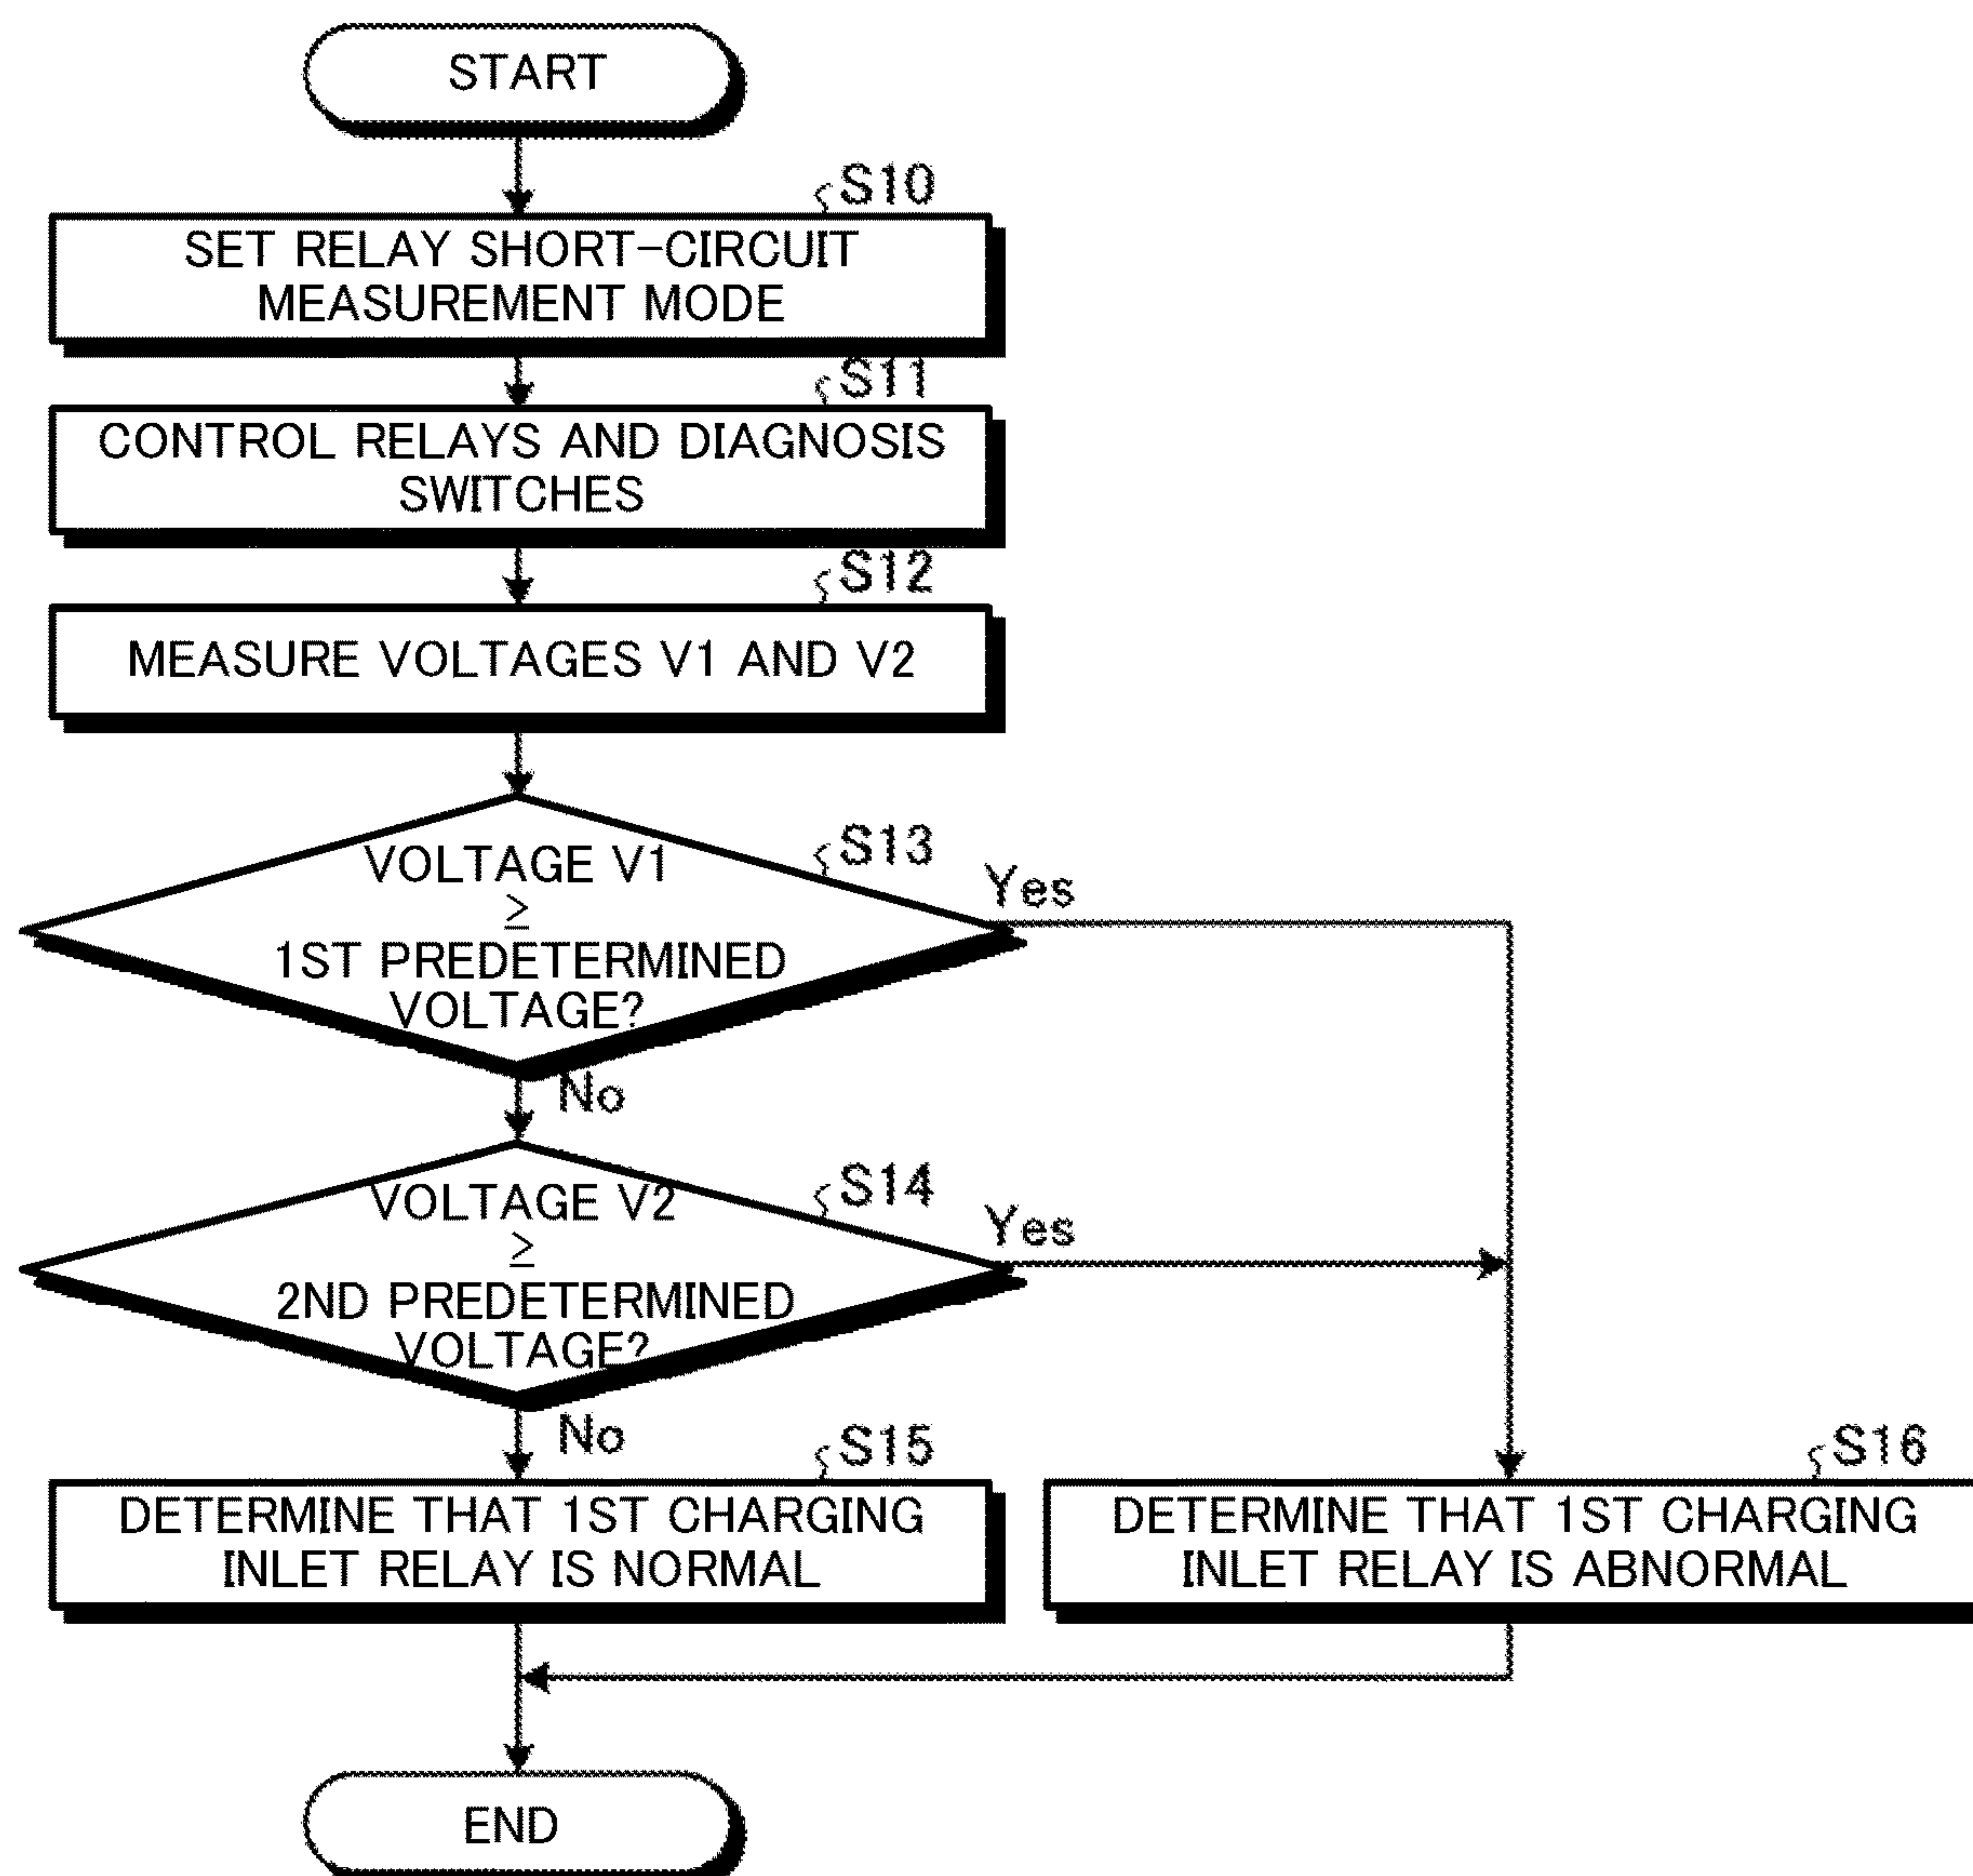 START
S10
SET RELAY SHORT-CIRCUIT
MEASUREMENT MODE
S11
CONTROL RELAYS AND DIAGNOSIS
SWITCHES
S12
MEASURE VOLTAGES V1 AND V2
S13
VOLTAGE V1
≥
1ST PREDETERMINED
VOLTAGE?
Yes
No
S14
VOLTAGE V2
≥
2ND PREDETERMINED
VOLTAGE?
Yes
No
S15
DETERMINE THAT 1ST CHARGING
INLET RELAY IS NORMAL
S16
DETERMINE THAT 1ST CHARGING
INLET RELAY IS ABNORMAL
END